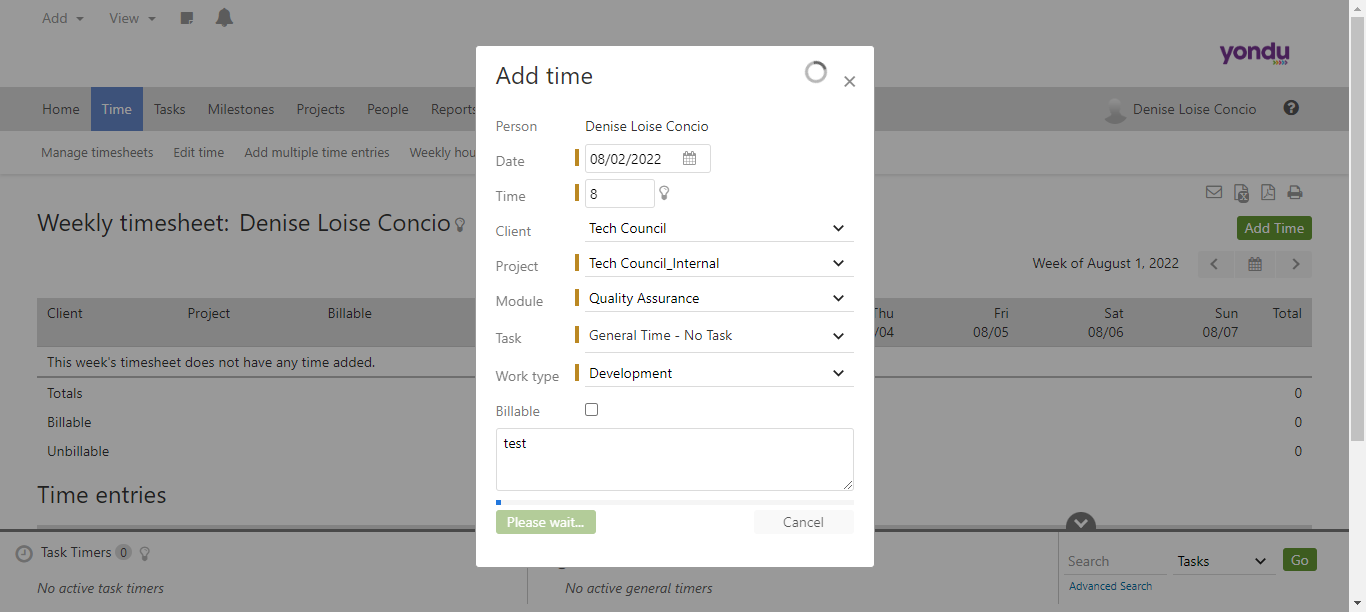 Add View
yondu
Home Time Tasks Milestones Projects People Reports Denise Loise Concio ?
Manage timesheets Edit time Add multiple time entries Weekly hou
Weekly timesheet: Denise Loise Concio
Add Time
Week of August 1, 2022
Client Project Billable Thu Fri Sat Sun Total
/04 08/05 08/06 08/07
This week's timesheet does not have any time added.
Totals 0
Billable 0
Unbillable 0
Time entries
Add time
Person Denise Loise Concio
Date 08/02/2022
Time 8
Client Tech Council
Project Tech Council_Internal
Module Quality Assurance
Task General Time - No Task
Work type Development
Billable
test
Please wait... Cancel
Task Timers 0
No active task timers
No active general timers
Search Tasks Go
Advanced Search